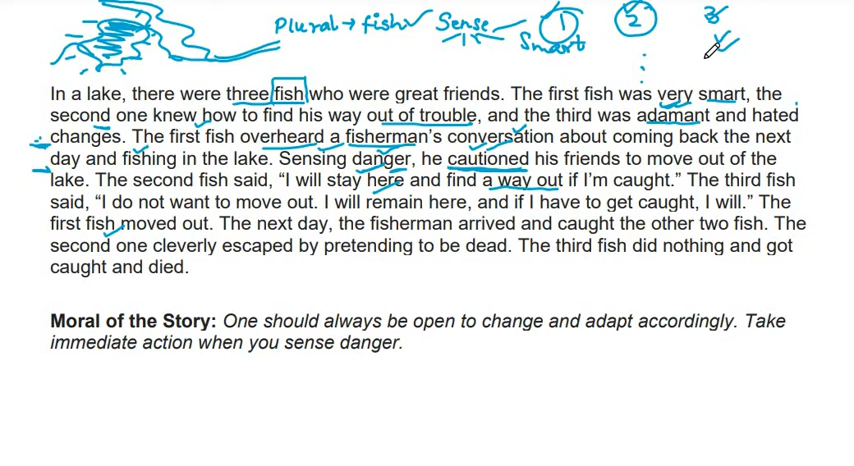 Plural → fish Sense ① ② 3
Smart
In a lake, there were three fish who were great friends. The first fish was very smart, the
second one knew how to find his way out of trouble, and the third was adamant and hated
changes. The first fish overheard a fisherman's conversation about coming back the next
day and fishing in the lake. Sensing danger, he cautioned his friends to move out of the
lake. The second fish said, “I will stay here and find a way out if I'm caught.” The third fish
said, “I do not want to move out. I will remain here, and if I have to get caught, I will.” The
first fish moved out. The next day, the fisherman arrived and caught the other two fish. The
second one cleverly escaped by pretending to be dead. The third fish did nothing and got
caught and died.
Moral of the Story: One should always be open to change and adapt accordingly. Take
immediate action when you sense danger.